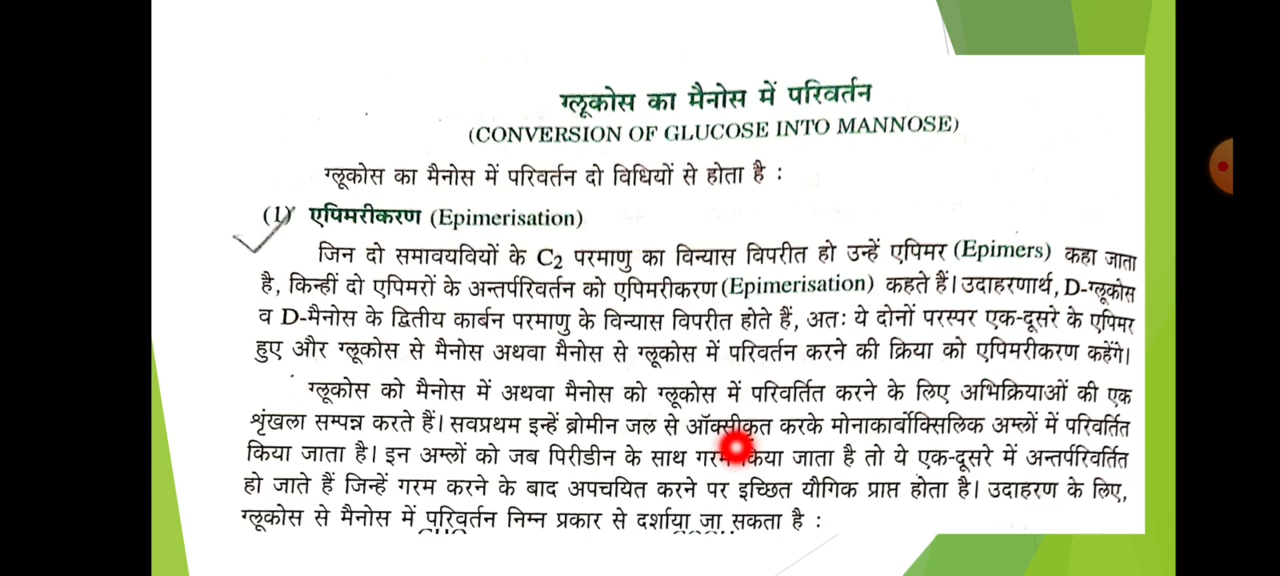 ग्लूकोस का मैनोस में परिवर्तन
(CONVERSION OF GLUCOSE INTO MANNOSE)
ग्लूकोस का मैनोस में परिवर्तन दो विधियों से होता है :
(1) एपिमरीकरण (Epimerisation)
जिन दो समावयवियों के C2 परमाणु का विन्यास विपरीत हो उन्हें एपिमर (Epimers) कहा जाता
है, किन्हीं दो एपिमरों के अन्तर्परिवर्तन को एपिमरीकरण (Epimerisation) कहते हैं। उदाहरणार्थ, D-ग्लूकोस
व D-मैनोस के द्वितीय कार्बन परमाणु के विन्यास विपरीत होते हैं, अतः ये दोनों परस्पर एक-दूसरे के एपिमर
हुए और ग्लूकोस से मैनोस अथवा मैनोस से ग्लूकोस में परिवर्तन करने की क्रिया को एपिमरीकरण कहेंगे।
ग्लूकोस को मैनोस में अथवा मैनोस को ग्लूकोस में परिवर्तित करने के लिए अभिक्रियाओं की एक
शृंखला सम्पन्न करते हैं। सवप्रथम इन्हें ब्रोमीन जल से ऑक्सीकृत करके मोनाकार्बोक्सिलिक अम्लों में परिवर्तित
किया जाता है। इन अम्लों को जब पिरीडीन के साथ गरम किया जाता है तो ये एक-दूसरे में अन्तर्परिवर्तित
हो जाते हैं जिन्हें गरम करने के बाद अपचयित करने पर इच्छित यौगिक प्राप्त होता है। उदाहरण के लिए,
ग्लूकोस से मैनोस में परिवर्तन निम्न प्रकार से दर्शाया जा सकता है :